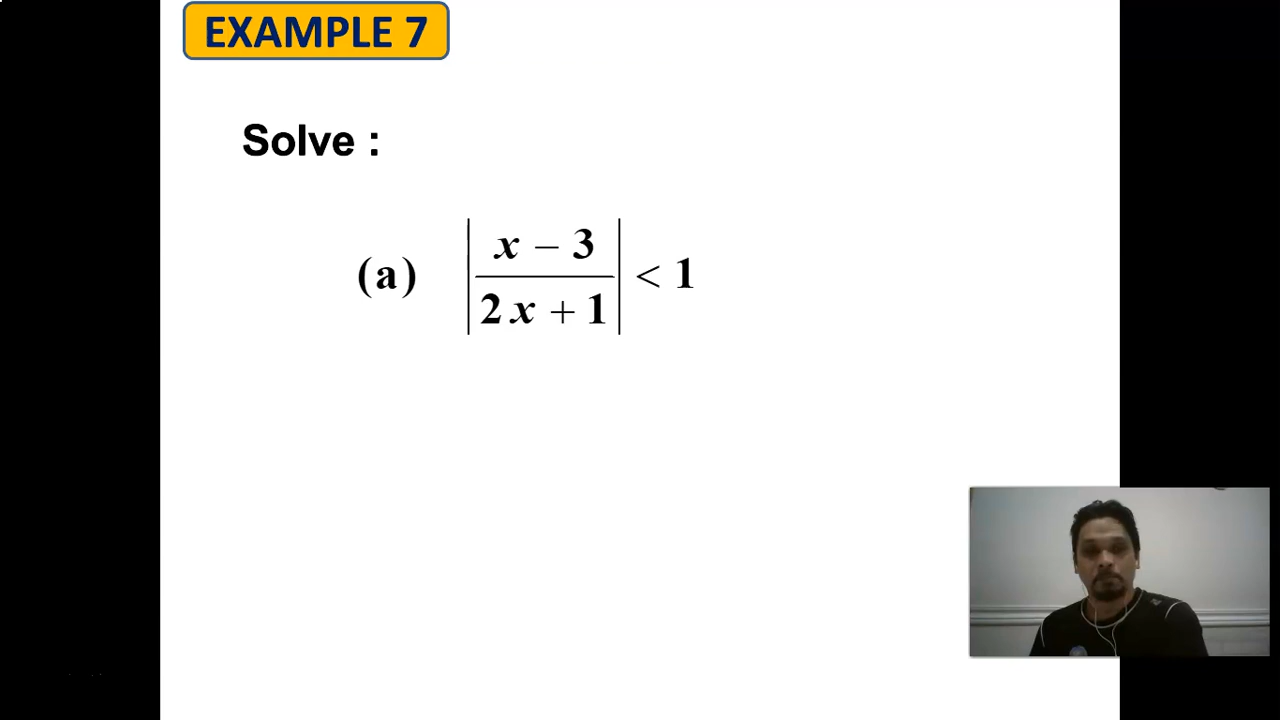 EXAMPLE 7
Solve :
(a) | x − 3 / 2x + 1 | < 1